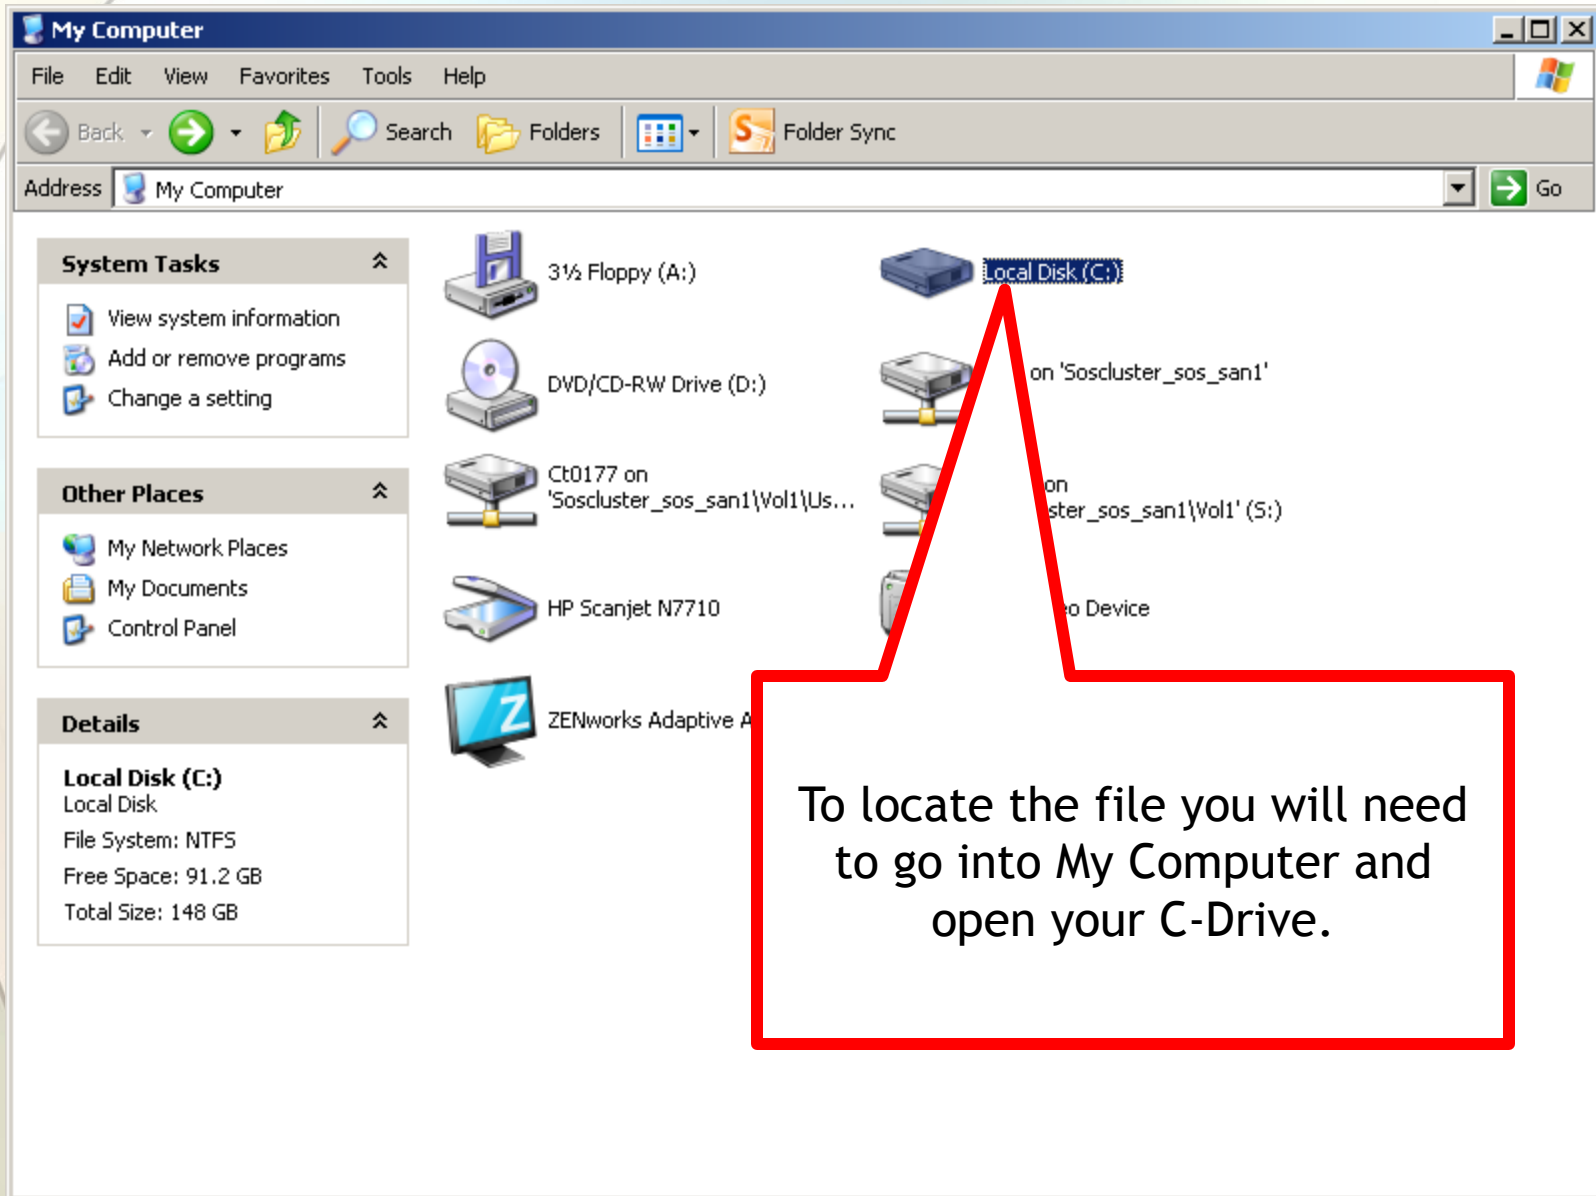 My Computer
File Edit View Favorites Tools Help
Back Search Folders Folder Sync
Address My Computer Go
System Tasks
View system information
Add or remove programs
Change a setting
Other Places
My Network Places
My Documents
Control Panel
Details
Local Disk (C:)
Local Disk
File System: NTFS
Free Space: 91.2 GB
Total Size: 148 GB
3½ Floppy (A:)
Local Disk (C:)
DVD/CD-RW Drive (D:)
on 'Soscluster_sos_san1'
Ct0177 on
'Soscluster_sos_san1\Vol1\Us...
on
ster_sos_san1\Vol1' (S:)
HP Scanjet N7710
Device
ZENworks Adaptive
To locate the file you will need
to go into My Computer and
open your C-Drive.